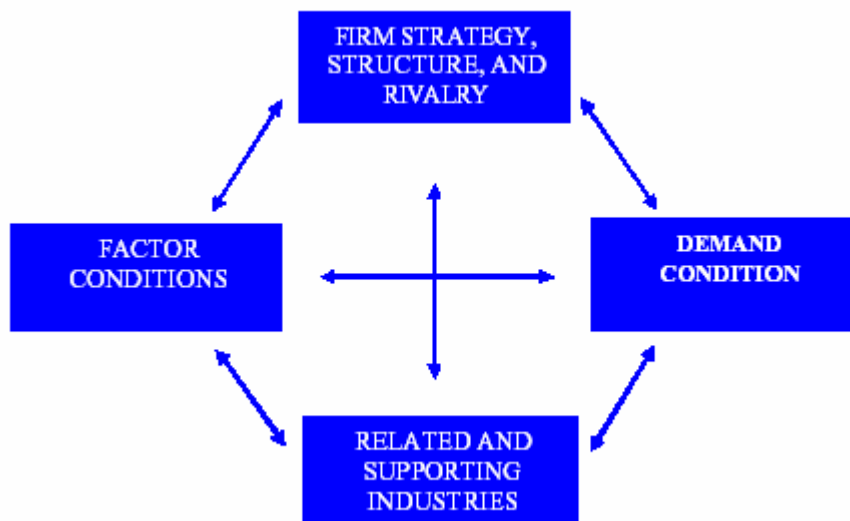 FIRM STRATEGY,
STRUCTURE, AND
RIVALRY
FACTOR
CONDITIONS
DEMAND
CONDITION
RELATED AND
SUPPORTING
INDUSTRIES